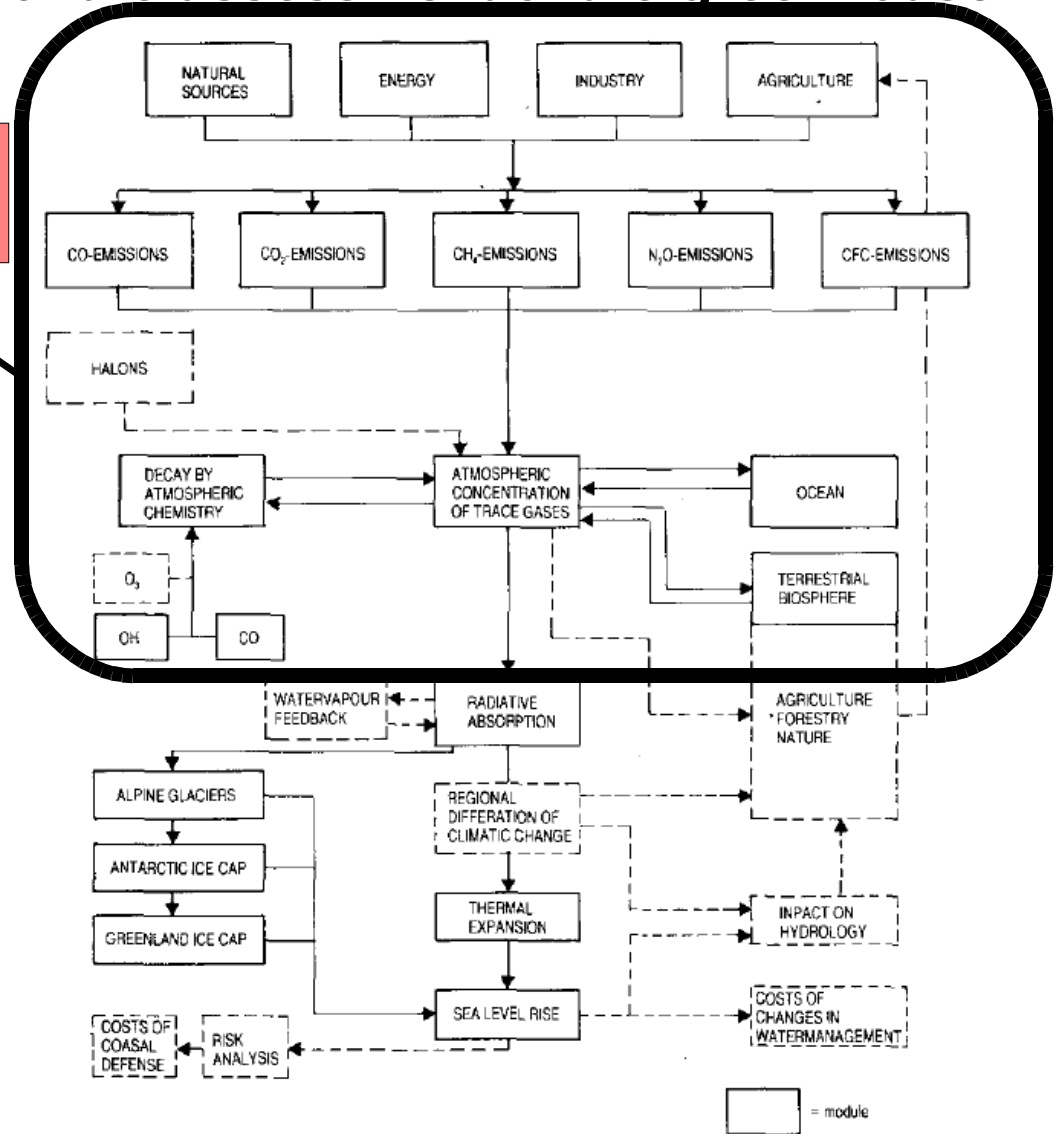 NATURAL
SOURCES
ENERGY
INDUSTRY
AGRICULTURE
CO-EMISSIONS
CO₂-EMISSIONS
CH₄-EMISSIONS
N₂O-EMISSIONS
CFC-EMISSIONS
HALONS
DECAY BY
ATMOSPHERIC
CHEMISTRY
ATMOSPHERIC
CONCENTRATION
OF TRACE GASES
OCEAN
O₃
TERRESTRIAL
BIOSPHERE
OH
CO
WATERVAPOUR
FEEDBACK
RADIATIVE
ABSORPTION
AGRICULTURE
FORESTRY
NATURE
ALPINE GLACIERS
REGIONAL
DIFFERATION OF
CLIMATIC CHANGE
ANTARCTIC ICE CAP
THERMAL
EXPANSION
INPACT ON
HYDROLOGY
GREENLAND ICE CAP
SEA LEVEL RISE
COSTS OF
CHANGES IN
WATERMANAGEMENT
COSTS OF
COASAL
DEFENSE
RISK
ANALYSIS
= module